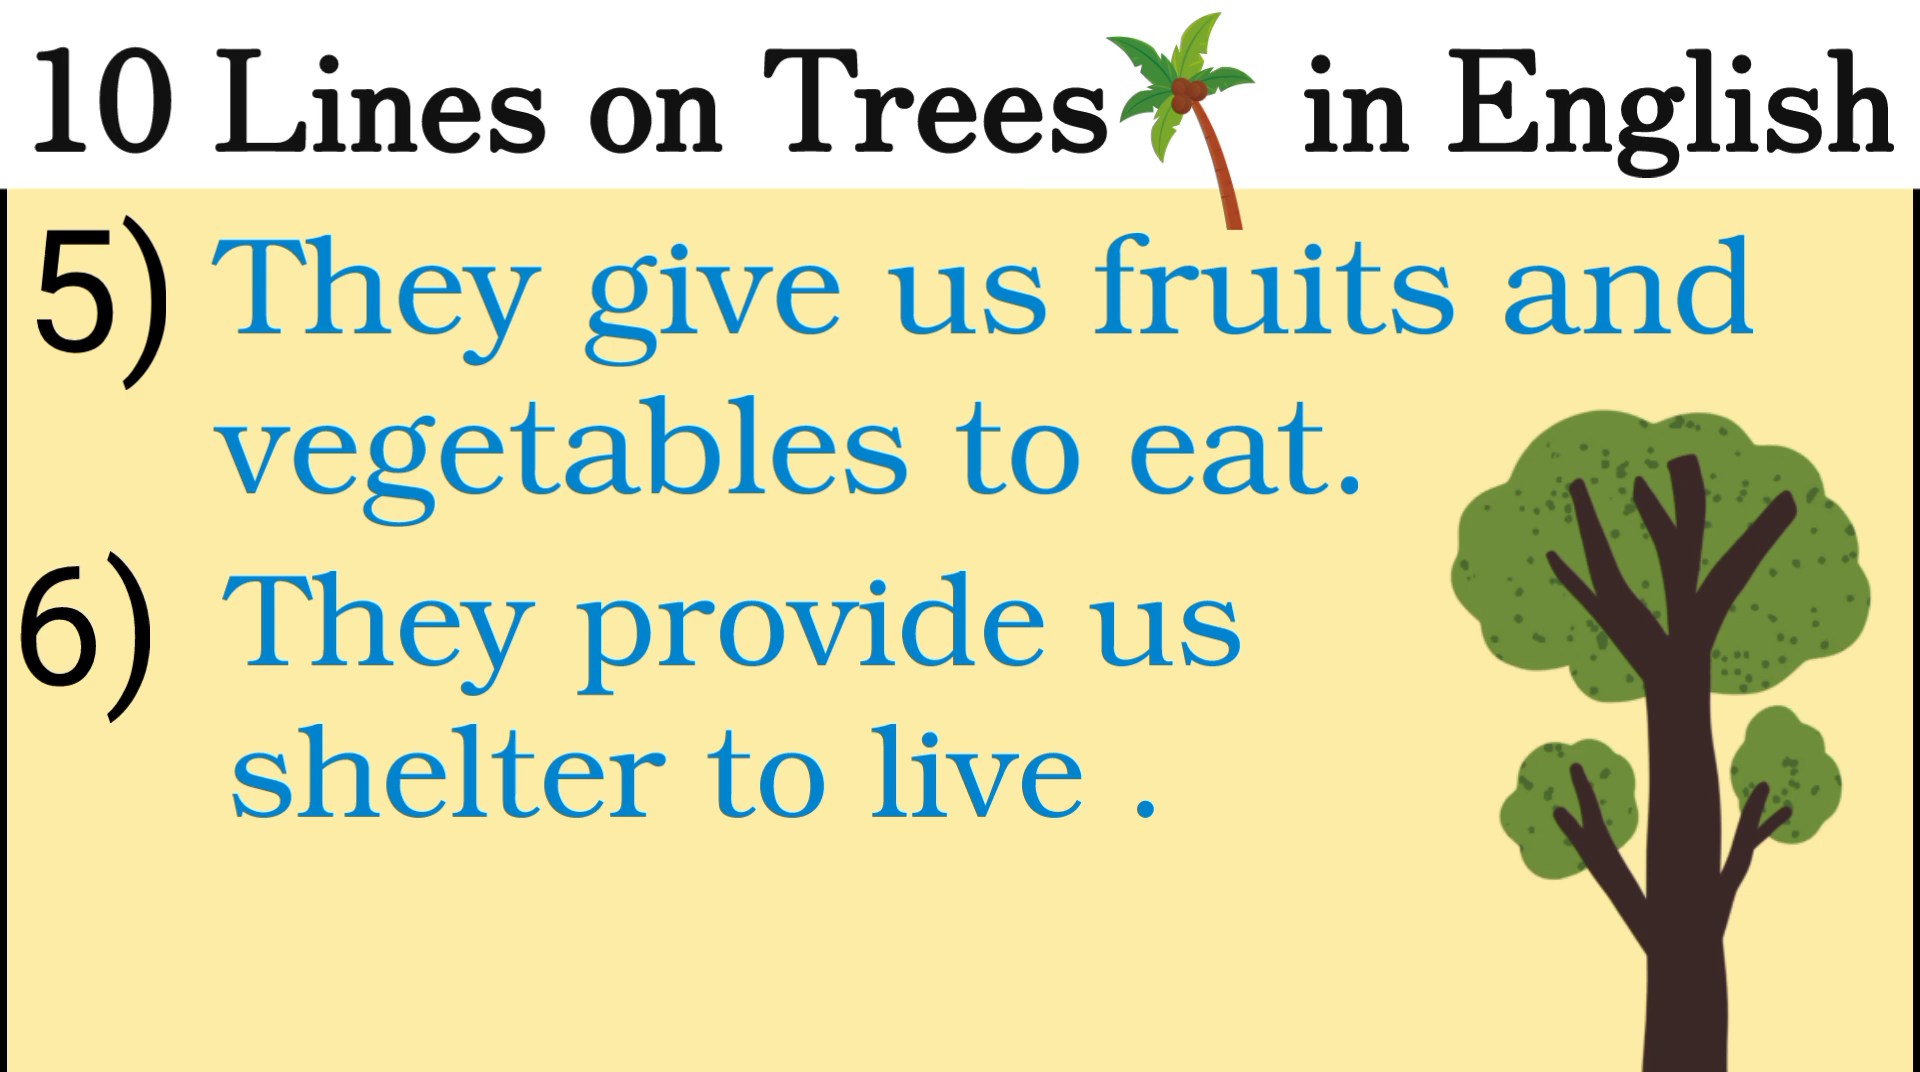 10 Lines on Trees in English
5) They give us fruits and
vegetables to eat.
6) They provide us
shelter to live .